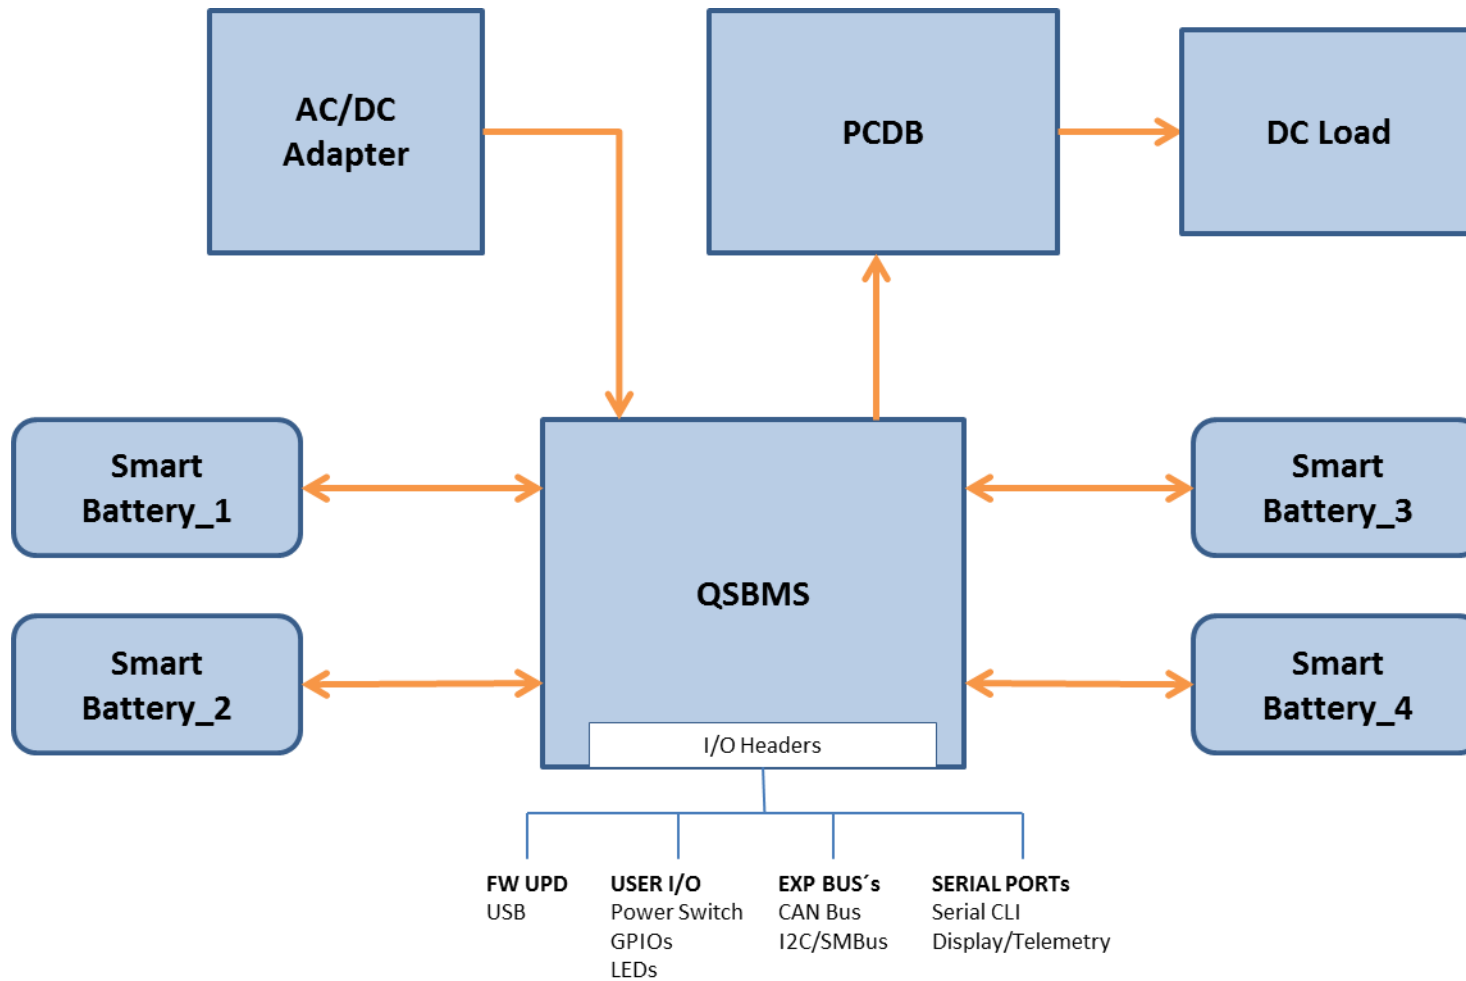 AC/DC
Adapter
PCDB
DC Load
Smart
Battery_1
Smart
Battery_3
QSBMS
Smart
Battery_2
Smart
Battery_4
I/O Headers
FW UPD
USB
USER I/O
Power Switch
GPIOs
LEDs
EXP BUS´s
CAN Bus
I2C/SMBus
SERIAL PORTs
Serial CLI
Display/Telemetry